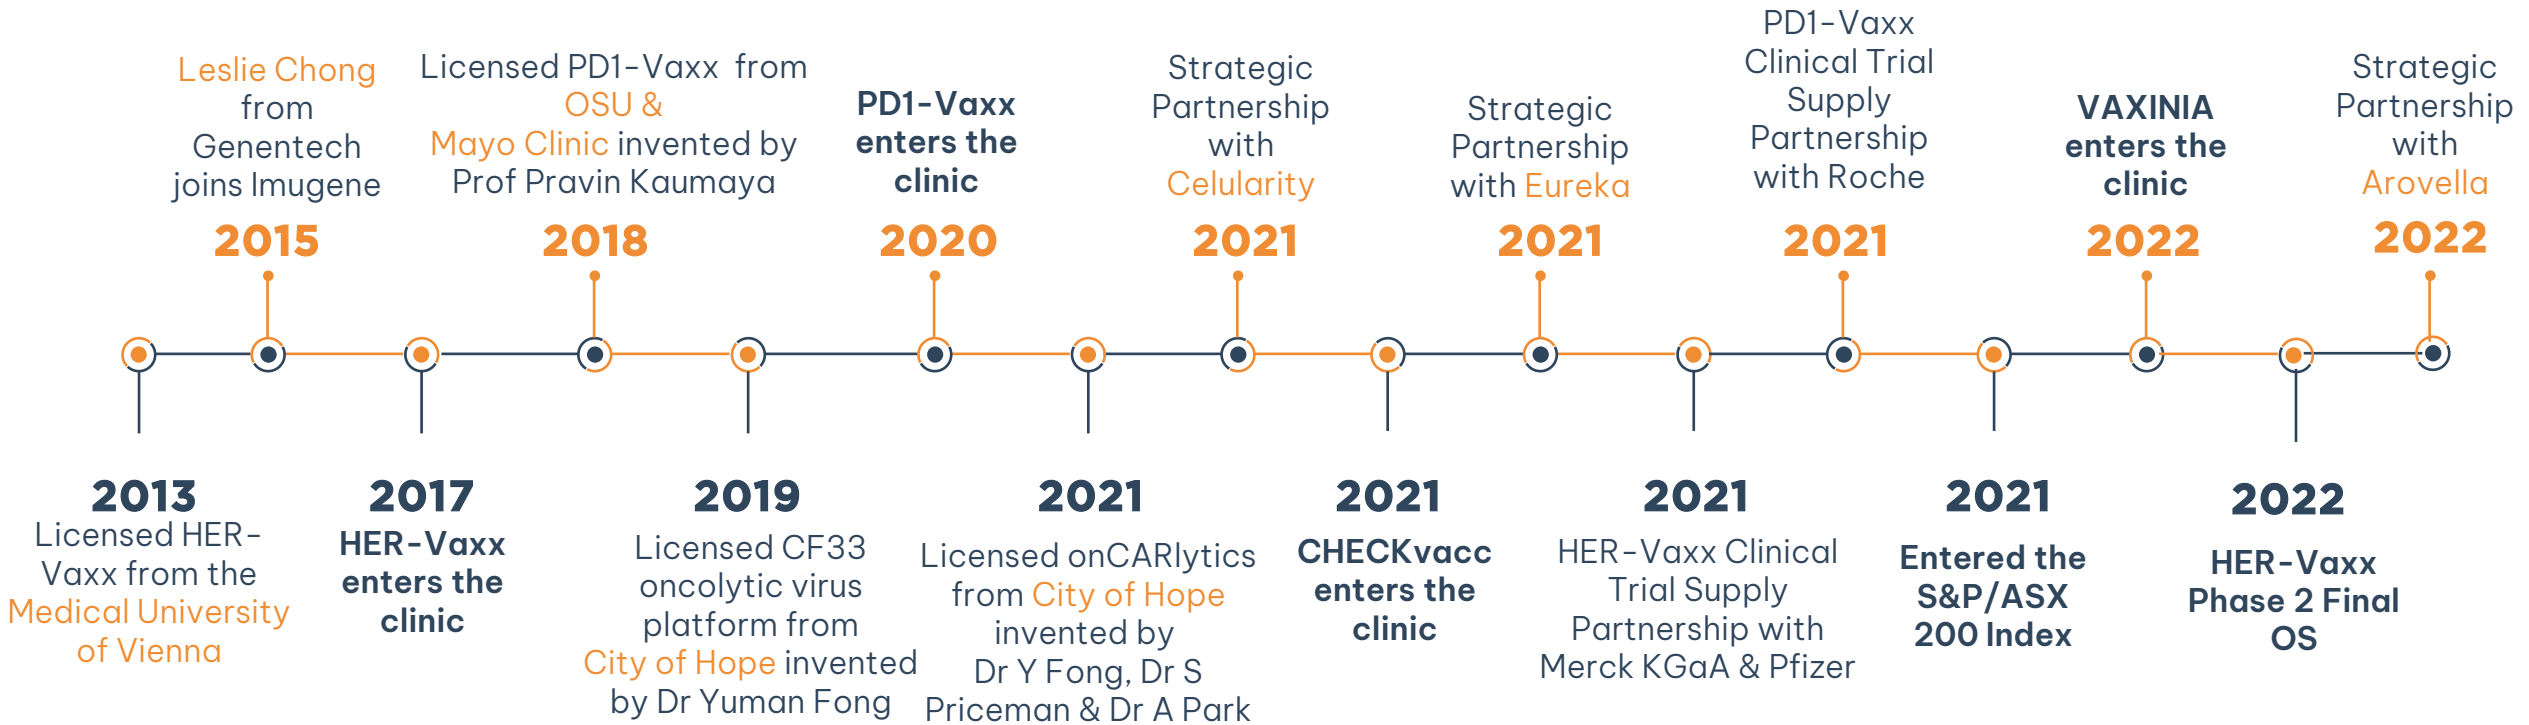 Leslie Chong
from
Genentech
joins Imugene
2015
Licensed PD1-Vaxx from
OSU &
Mayo Clinic invented by
Prof Pravin Kaumaya
2018
PD1-Vaxx
enters the
clinic
2020
Strategic
Partnership
with
Celularity
2021
Strategic
Partnership
with Eureka
2021
PD1-Vaxx
Clinical Trial
Supply
Partnership
with Roche
2021
VAXINIA
enters the
clinic
2022
Strategic
Partnership
with
Arovella
2022
2013
Licensed HER-
Vaxx from the
Medical University
of Vienna
2017
HER-Vaxx
enters the
clinic
2019
Licensed CF33
oncolytic virus
platform from
City of Hope invented
by Dr Yuman Fong
2021
Licensed onCARlytics
from City of Hope
invented by
Dr Y Fong, Dr S
Priceman & Dr A Park
2021
CHECKvacc
enters the
clinic
2021
HER-Vaxx Clinical
Trial Supply
Partnership with
Merck KGaA & Pfizer
2021
Entered the
S&P/ASX
200 Index
2022
HER-Vaxx
Phase 2 Final
OS